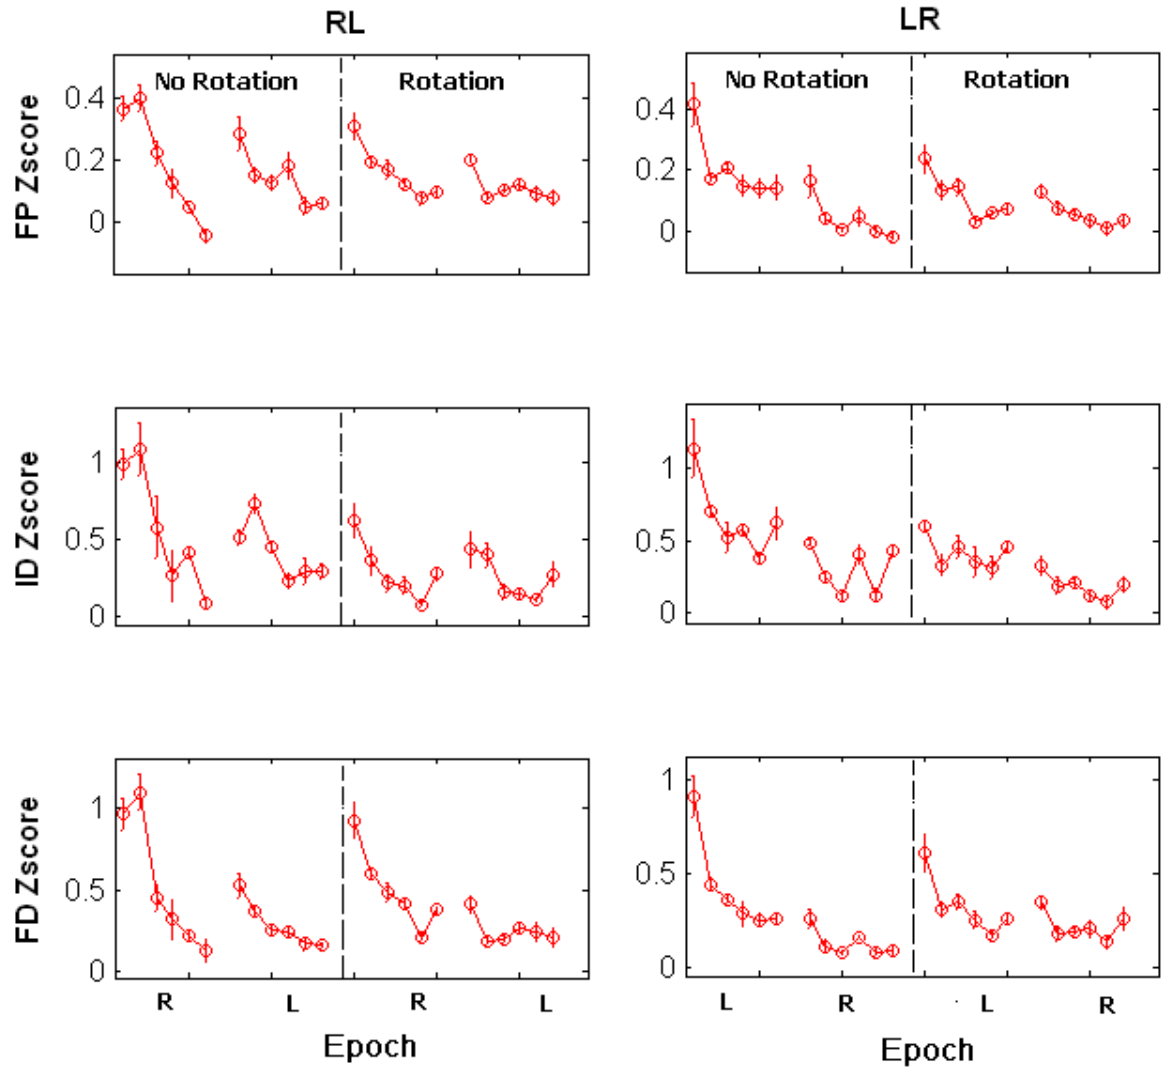 RL
LR
No Rotation
Rotation
No Rotation
Rotation
FP Zscore
0.4
0.2
0
0.4
0.2
0
ID Zscore
1
0.5
0
1
0.5
0
FD Zscore
1
0.5
0
1
0.5
0
R L R L
L R L R
Epoch
Epoch